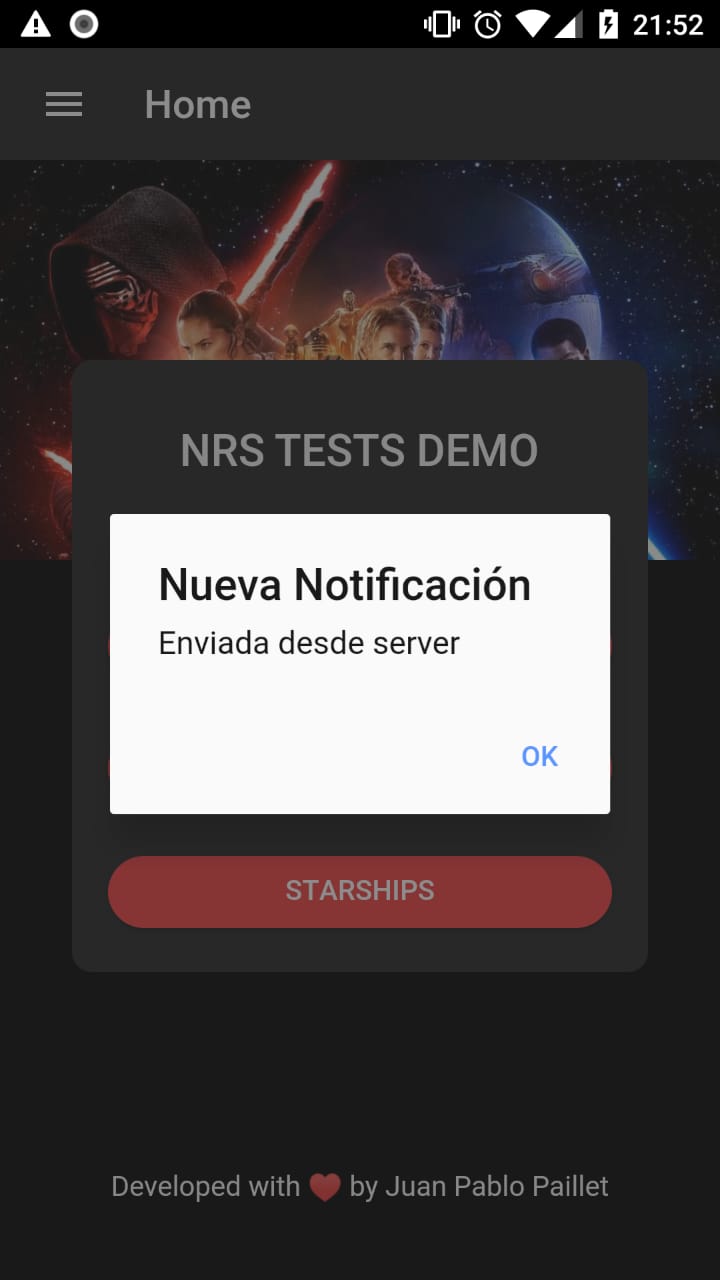 21:52
Home
NRS TESTS DEMO
Nueva Notificación
Enviada desde server
OK
STARSHIPS
Developed with ❤️ by Juan Pablo Paillet